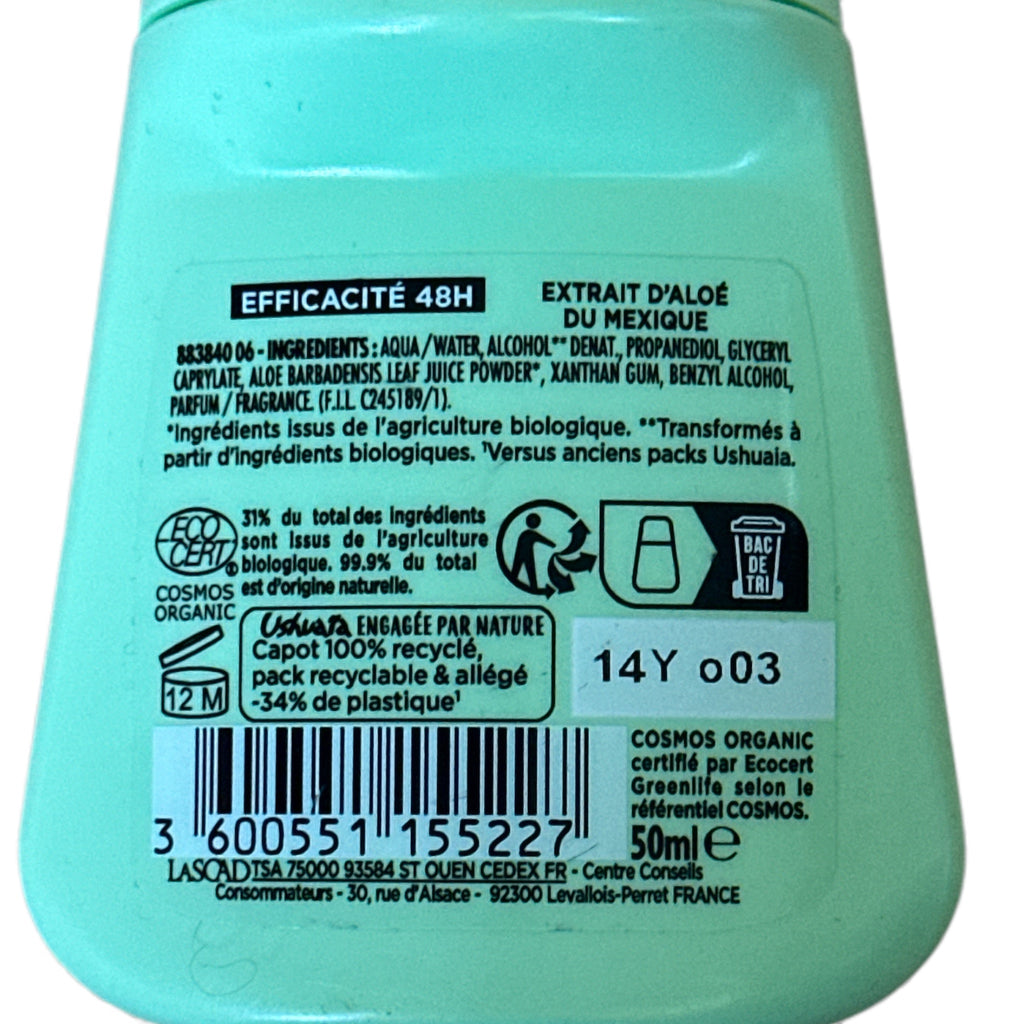 EFFICACITÉ 48H
EXTRAIT D'ALOÉ
DU MEXIQUE
883840 06 - INGREDIENTS : AQUA / WATER, ALCOHOL** DENAT., PROPANEDIOL, GLYCERYL
CAPRYLATE, ALOE BARBADENSIS LEAF JUICE POWDER*, XANTHAN GUM, BENZYL ALCOHOL,
PARFUM / FRAGRANCE. (F.I.L. C245189/1).
*Ingrédients issus de l'agriculture biologique. **Transformés à
partir d'ingrédients biologiques. ¹Versus anciens packs Ushuaia.
ECO
CERT®
COSMOS
ORGANIC
31% du total des ingrédients
sont issus de l'agriculture
biologique. 99.9% du total
est d'origine naturelle.
BAC
DE
TRI
12 M
Ushuaïa ENGAGÉE PAR NATURE
Capot 100% recyclé,
pack recyclable & allégé
-34% de plastique¹
14Y o03
3 600551 155227
COSMOS ORGANIC
certifié par Ecocert
Greenlife selon le
référentiel COSMOS.
50ml ℮
LASCAD TSA 75000 93584 ST OUEN CEDEX FR - Centre Conseils
Consommateurs - 30, rue d'Alsace - 92300 Levallois-Perret FRANCE